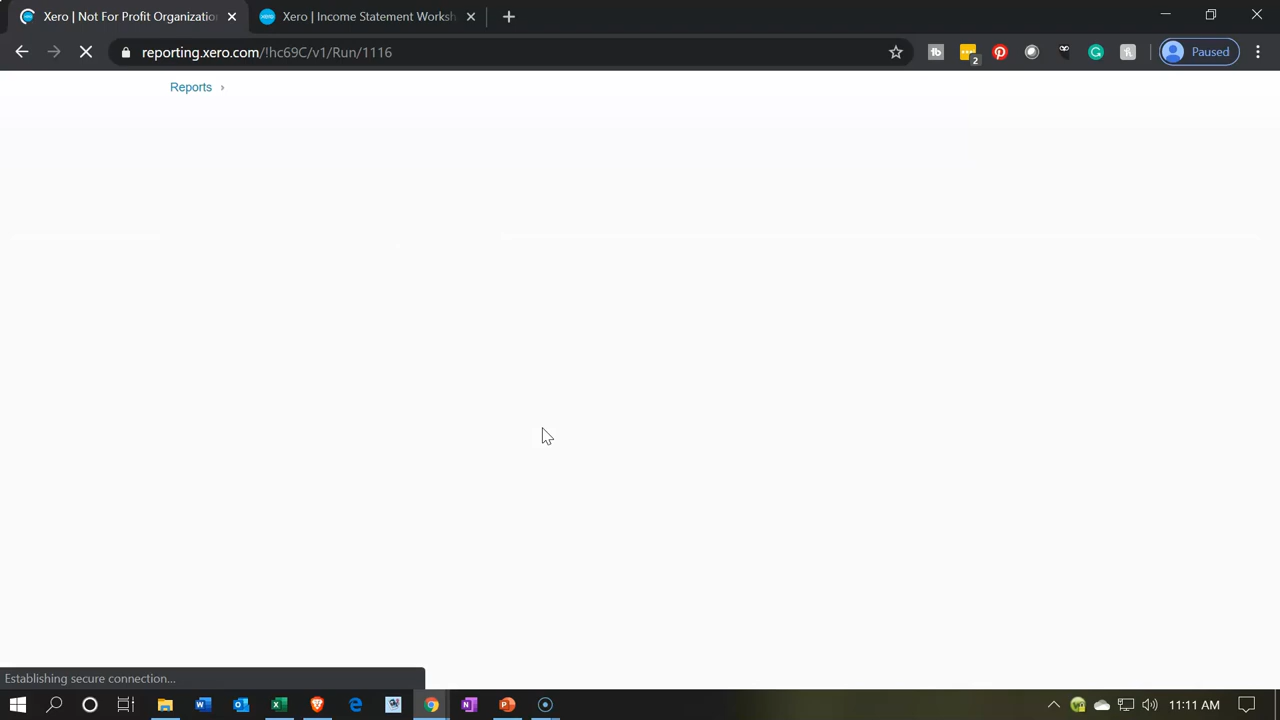 Xero | Not For Profit Organizatio
Xero | Income Statement Worksh
reporting.xero.com/!hc69C/v1/Run/1116
2
Paused
Reports ›
Establishing secure connection...
11:11 AM